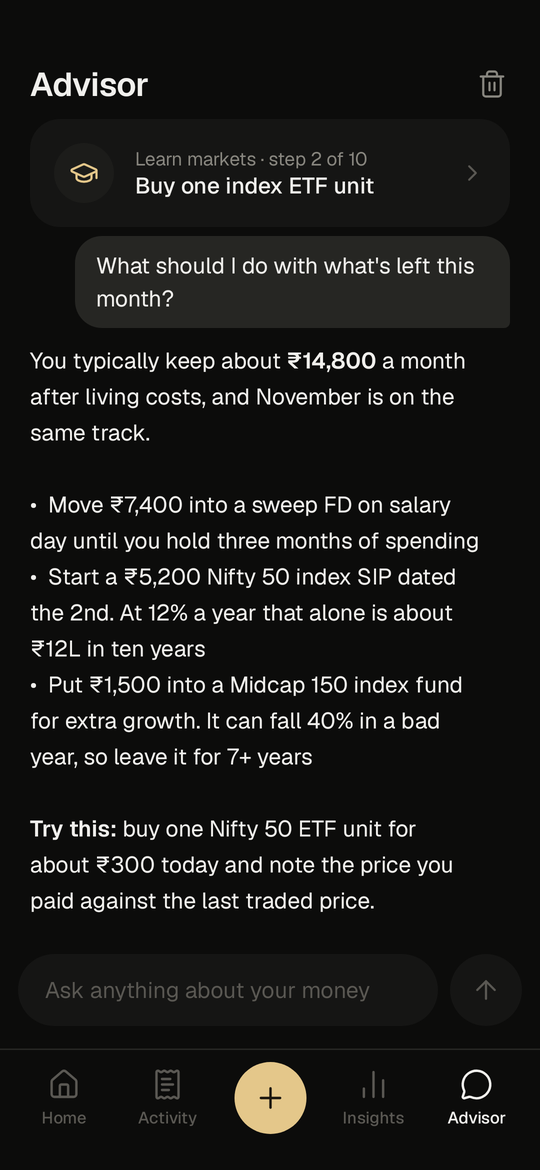 Advisor
Learn markets · step 2 of 10
Buy one index ETF unit
What should I do with what's left this
month?
You typically keep about ₹14,800 a month
after living costs, and November is on the
same track.
• Move ₹7,400 into a sweep FD on salary
day until you hold three months of spending
• Start a ₹5,200 Nifty 50 index SIP dated
the 2nd. At 12% a year that alone is about
₹12L in ten years
• Put ₹1,500 into a Midcap 150 index fund
for extra growth. It can fall 40% in a bad
year, so leave it for 7+ years
Try this: buy one Nifty 50 ETF unit for
about ₹300 today and note the price you
paid against the last traded price.
Ask anything about your money
Home
Activity
Insights
Advisor